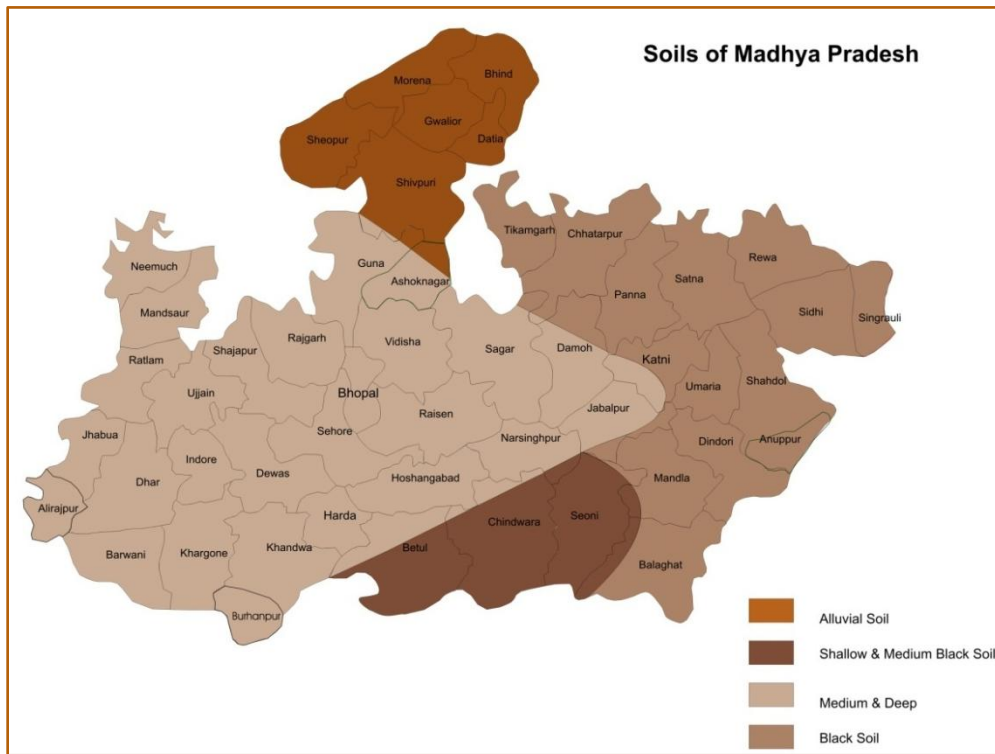 Soils of Madhya Pradesh
Morena
Bhind
Gwalior
Sheopur
Datia
Shivpuri
Tikamgarh
Chhatarpur
Guna
Rewa
Neemuch
Ashoknagar
Satna
Panna
Mandsaur
Sidhi
Singrauli
Rajgarh
Vidisha
Shajapur
Sagar
Damoh
Ratlam
Katni
Shahdol
Ujjain
Bhopal
Umaria
Jabalpur
Raisen
Jhabua
Sehore
Narsinghpur
Dindori
Anuppur
Indore
Dewas
Hoshangabad
Mandla
Dhar
Alirajpur
Harda
Chindwara
Seoni
Barwani
Khargone
Khandwa
Betul
Balaghat
Burhanpur
Alluvial Soil
Shallow & Medium Black Soil
Medium & Deep
Black Soil